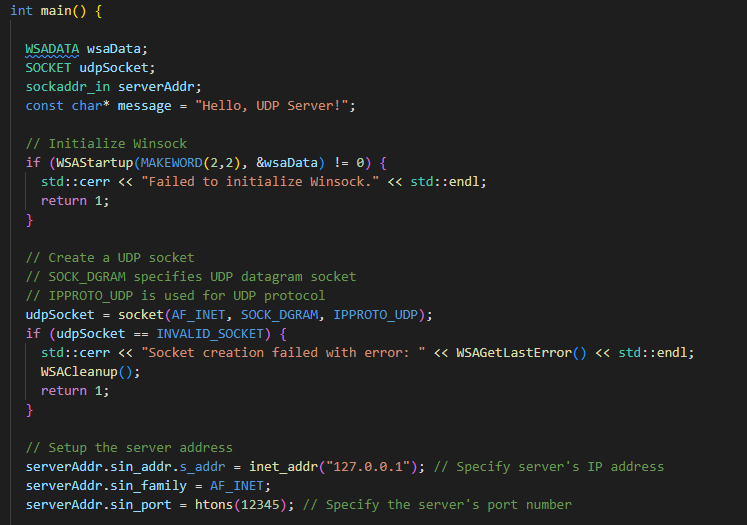 int main() {
WSADATA wsaData;
SOCKET udpSocket;
sockaddr_in serverAddr;
const char* message = "Hello, UDP Server!";
// Initialize Winsock
if (WSAStartup(MAKEWORD(2,2), &wsaData) != 0) {
std::cerr << "Failed to initialize Winsock." << std::endl;
return 1;
}
// Create a UDP socket
// SOCK_DGRAM specifies UDP datagram socket
// IPPROTO_UDP is used for UDP protocol
udpSocket = socket(AF_INET, SOCK_DGRAM, IPPROTO_UDP);
if (udpSocket == INVALID_SOCKET) {
std::cerr << "Socket creation failed with error: " << WSAGetLastError() << std::endl;
WSACleanup();
return 1;
}
// Setup the server address
serverAddr.sin_addr.s_addr = inet_addr("127.0.0.1"); // Specify server's IP address
serverAddr.sin_family = AF_INET;
serverAddr.sin_port = htons(12345); // Specify the server's port number